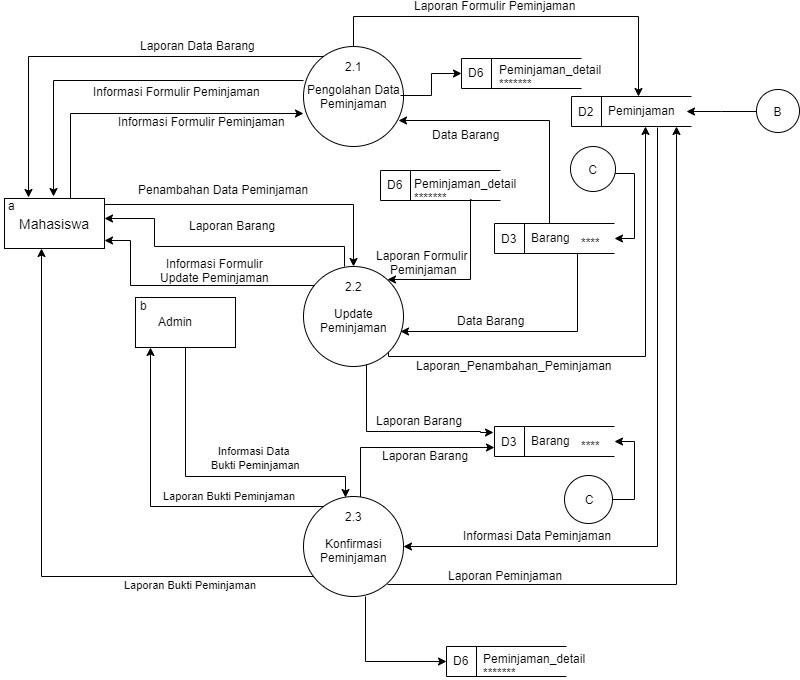 Laporan Formulir Peminjaman
Laporan Data Barang
2.1
Pengolahan Data
Peminjaman
D6
Peminjaman_detail
*******
Informasi Formulir Peminjaman
D2
Peminjaman
B
Informasi Formulir Peminjaman
Data Barang
C
a
Mahasiswa
Penambahan Data Peminjaman
D6
Peminjaman_detail
*******
Laporan Barang
D3
Barang
****
Informasi Formulir
Update Peminjaman
Laporan Formulir
Peminjaman
2.2
Update
Peminjaman
b
Admin
Data Barang
Laporan_Penambahan_Peminjaman
Laporan Barang
D3
Barang
****
Informasi Data
Bukti Peminjaman
Laporan Barang
Laporan Bukti Peminjaman
C
2.3
Konfirmasi
Peminjaman
Informasi Data Peminjaman
Laporan Bukti Peminjaman
Laporan Peminjaman
D6
Peminjaman_detail
*******